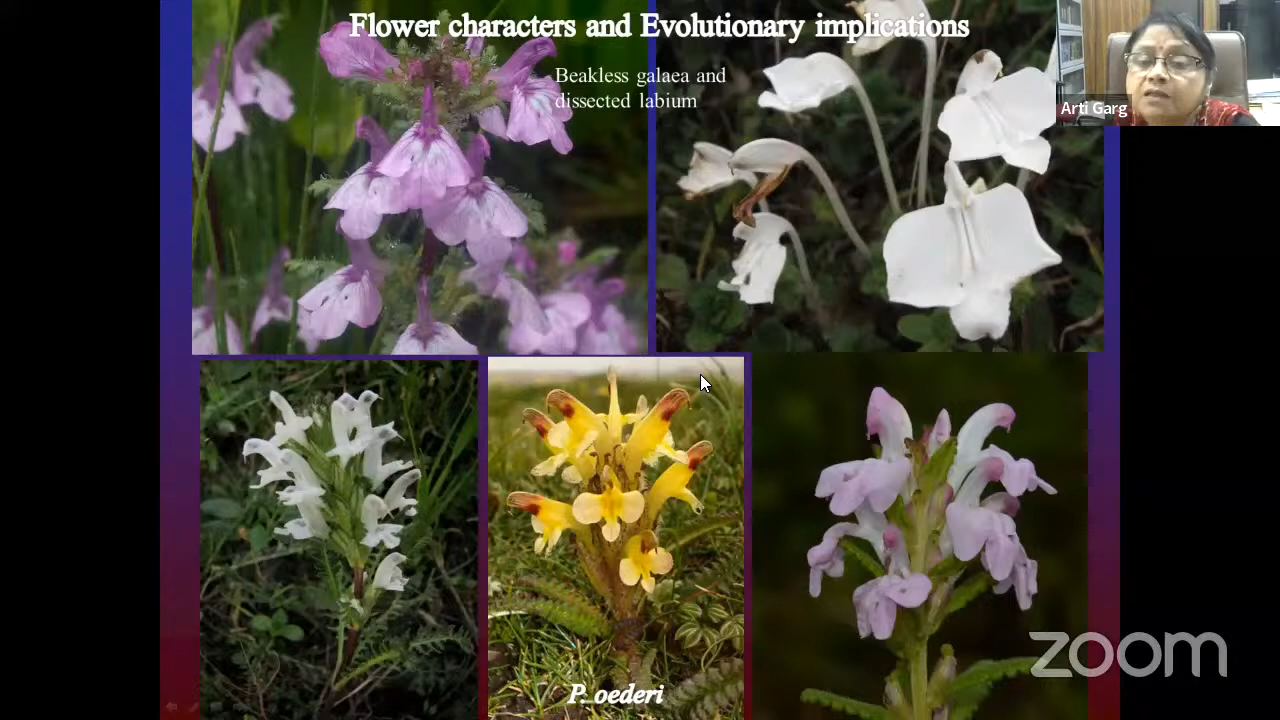 Flower characters and Evolutionary implications
Beakless galaea and
dissected labium
Arti Garg
P. oederi
zoom